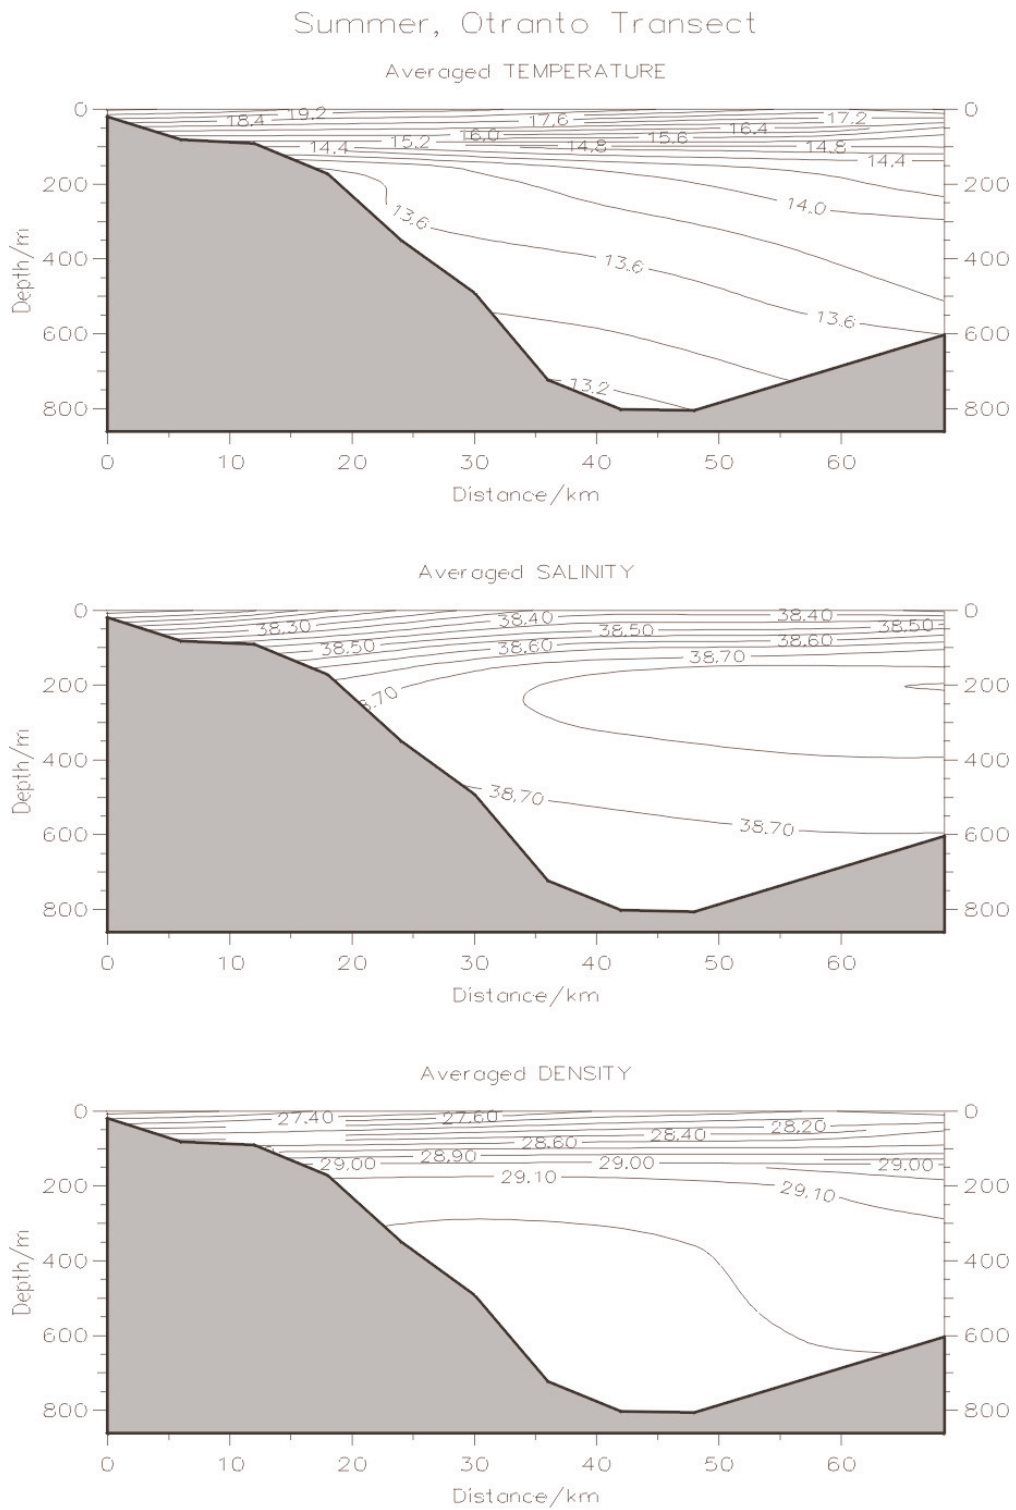 Summer, Otranto Transect
Averaged TEMPERATURE
0 19.2 17.6 17.2 0
18.4 16.0 15.6 16.4
14.4 15.2 14.8 14.8 14.4
200 200
13.6 14.0
400 13.6 400
600 13.6 600
800 13.2 800
Depth/m
0 10 20 30 40 50 60
Distance/km
Averaged SALINITY
0 38.40 38.40 0
38.30 38.50 38.50
38.50 38.60 38.60
38.70
200 200
400 400
38.70
600 38.70 600
800 800
Depth/m
0 10 20 30 40 50 60
Distance/km
Averaged DENSITY
0 27.40 27.60 0
28.60 28.40 28.20
29.00 28.90 29.00 29.00
200 29.10 29.10 200
400 400
600 600
800 800
Depth/m
0 10 20 30 40 50 60
Distance/km